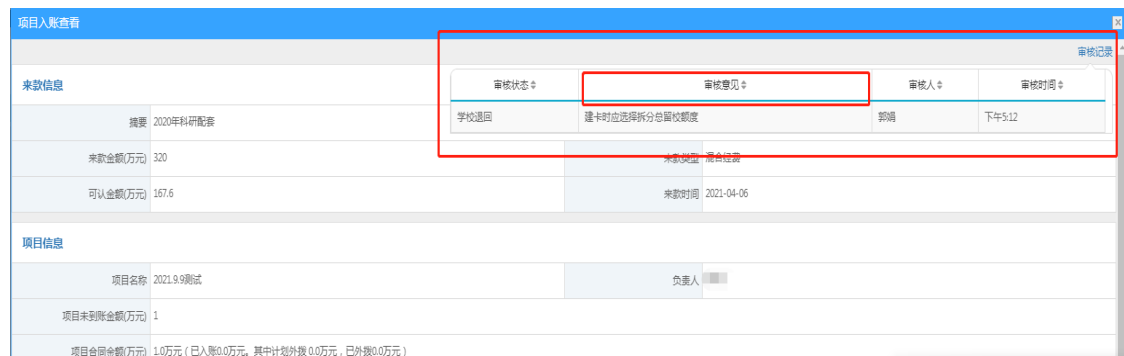 项目入账查看
审核记录
来款信息
审核状态 审核意见 审核人 审核时间
学校退回 建卡时应选择拆分总留校额度 郭娟 下午5:12
摘要 2020年科研配套
来款金额(万元) 320 来款类型 混合经费
可认金额(万元) 167.6 来款时间 2021-04-06
项目信息
项目名称 2021.9.9测试 负责人
项目未到账金额(万元) 1
项目合同金额(万元) 1.0万元（已入账0.0万元。其中计划外拨 0.0万元，已外拨0.0万元）